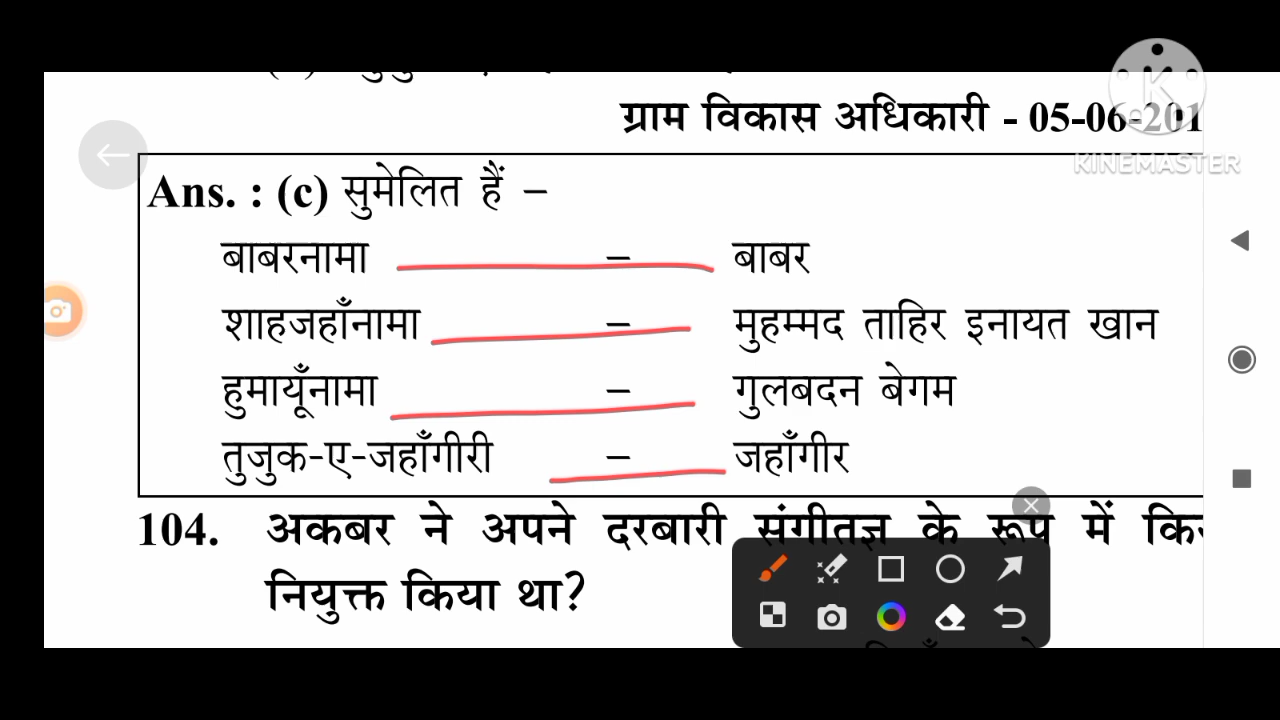 ग्राम विकास अधिकारी - 05-06-201
KINEMASTER
Ans. : (c) सुमेलित हैं –
बाबरनामा – बाबर
शाहजहाँनामा – मुहम्मद ताहिर इनायत खान
हुमायूँनामा – गुलबदन बेगम
तुजुक-ए-जहाँगीरी – जहाँगीर
104. अकबर ने अपने दरबारी संगीतज्ञ के रूप में
नियुक्त किया था?